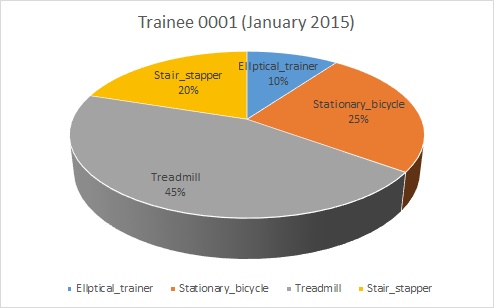 Trainee 0001 (January 2015)
Ellptical_trainer
10%
Stair_stapper
20%
Stationary_bicycle
25%
Treadmill
45%
Ellptical_trainer Stationary_bicycle Treadmill Stair_stapper